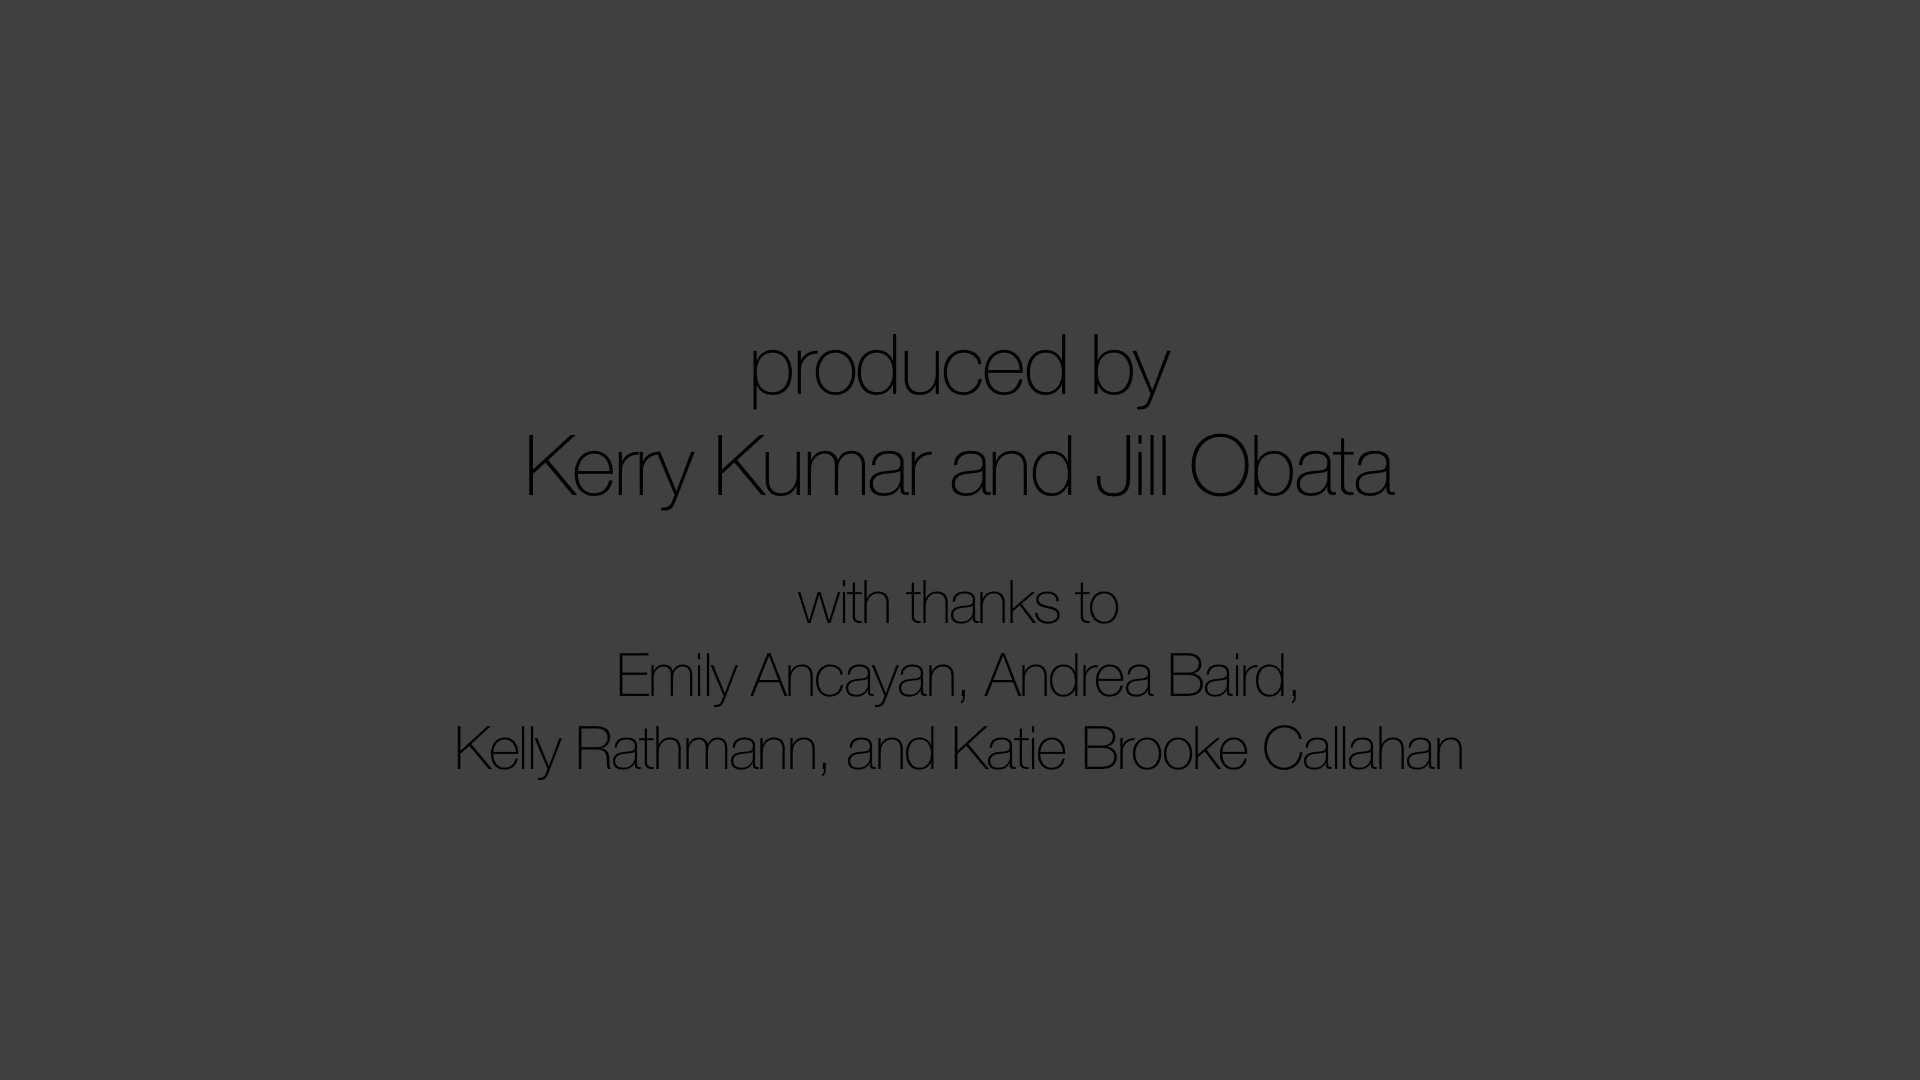 produced by
Kerry Kumar and Jill Obata
with thanks to
Emily Ancayan, Andrea Baird,
Kelly Rathmann, and Katie Brooke Callahan